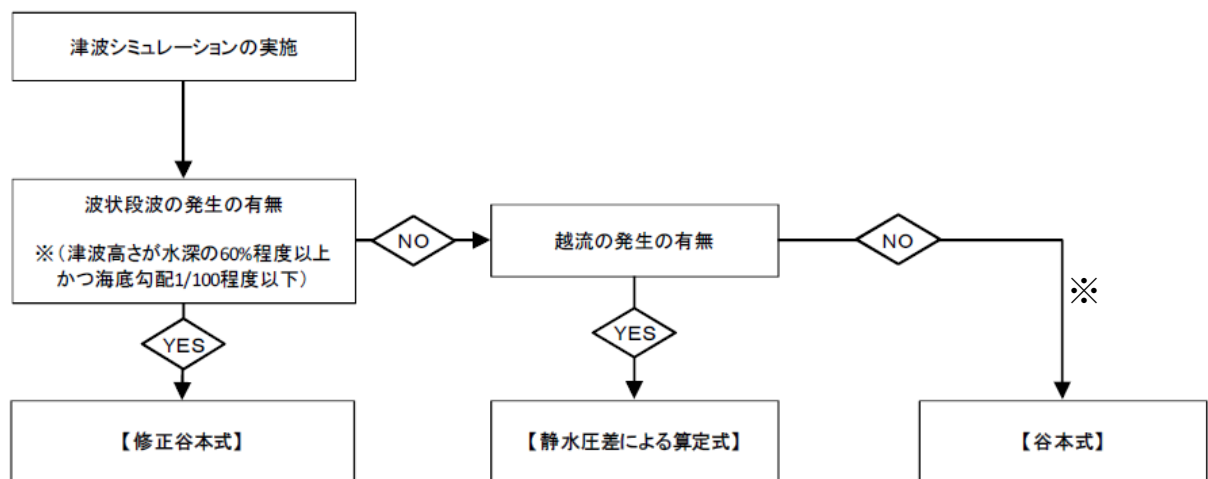 津波シミュレーションの実施
波状段波の発生の有無
※(津波高さが水深の60%程度以上
かつ海底勾配1/100程度以下)
NO
越流の発生の有無
NO
※
YES
YES
【修正谷本式】
【静水圧差による算定式】
【谷本式】